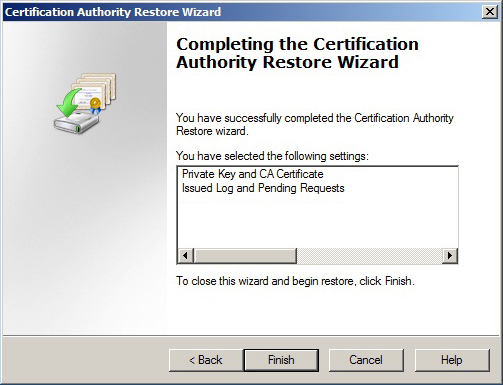 Certification Authority Restore Wizard
Completing the Certification
Authority Restore Wizard
You have successfully completed the Certification Authority
Restore wizard.
You have selected the following settings:
Private Key and CA Certificate
Issued Log and Pending Requests
To close this wizard and begin restore, click Finish.
< Back
Finish
Cancel
Help